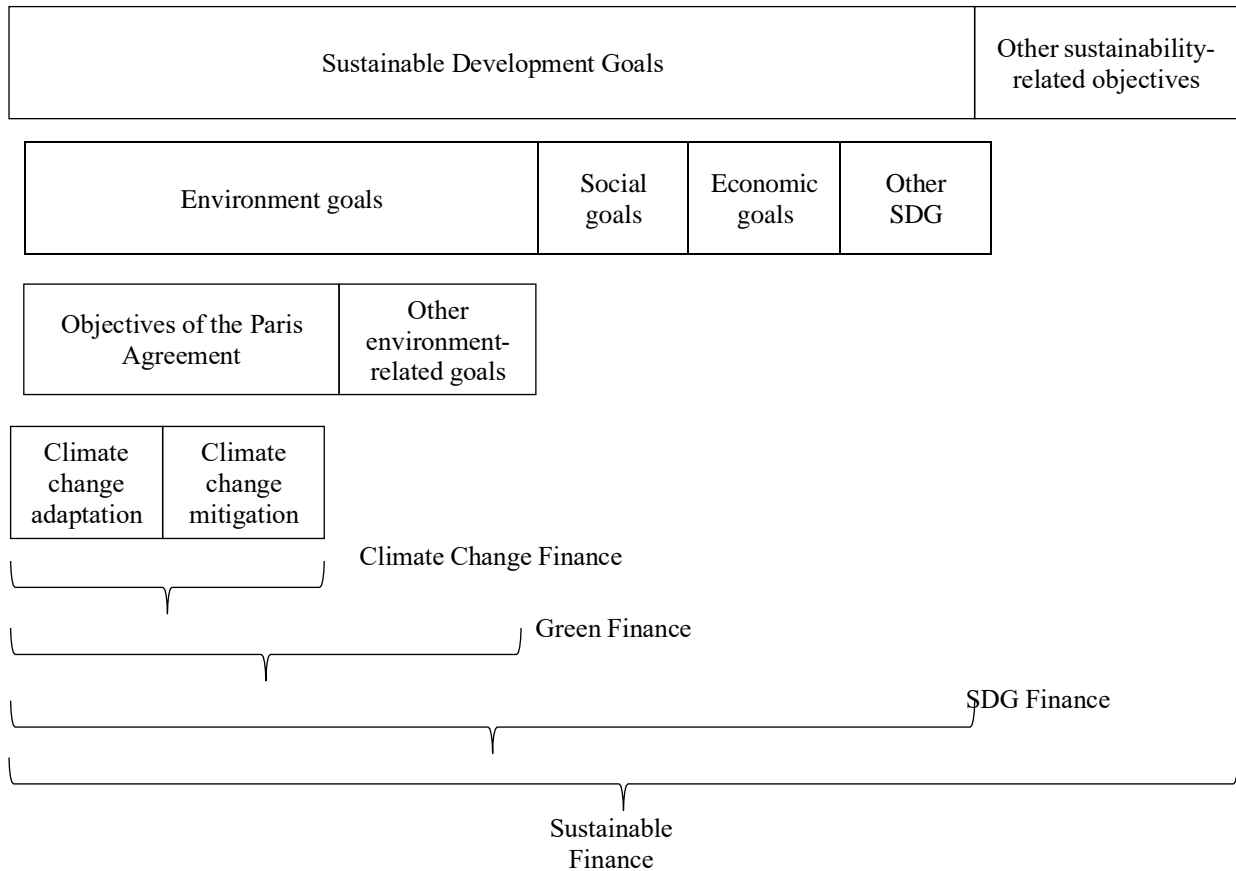 Sustainable Development Goals
Other sustainability-
related objectives
Environment goals
Social
goals
Economic
goals
Other
SDG
Objectives of the Paris
Agreement
Other
environment-
related goals
Climate
change
adaptation
Climate
change
mitigation
Climate Change Finance
Green Finance
SDG Finance
Sustainable
Finance